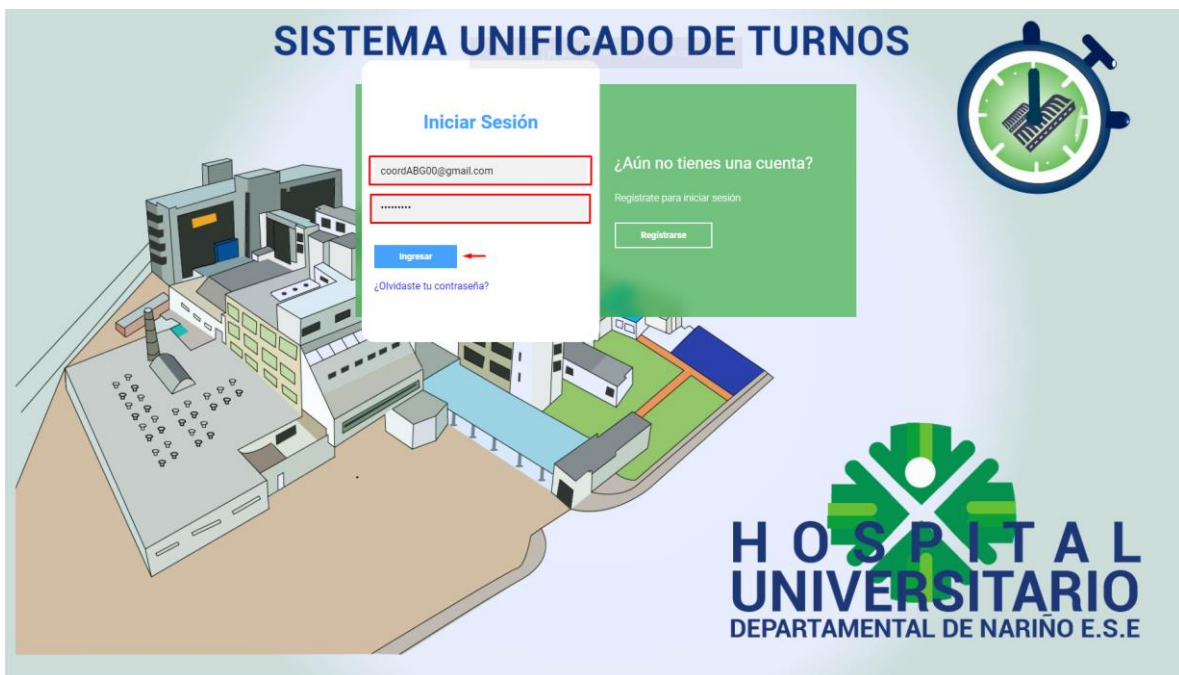 SISTEMA UNIFICADO DE TURNOS
Iniciar Sesión
coordABG00@gmail.com
•••••••••
Ingresar
¿Olvidaste tu contraseña?
¿Aún no tienes una cuenta?
Regístrate para iniciar sesión
Registrarse
HOSPITAL
UNIVERSITARIO
DEPARTAMENTAL DE NARIÑO E.S.E